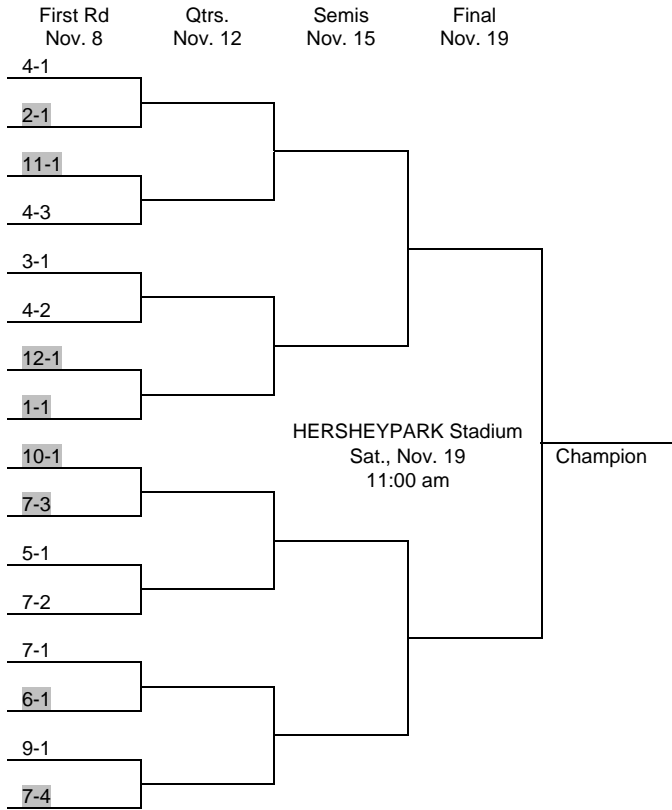 First Rd Qtrs. Semis Final
Nov. 8 Nov. 12 Nov. 15 Nov. 19
4-1
2-1
11-1
4-3
3-1
4-2
12-1
1-1
HERSHEYPARK Stadium
Sat., Nov. 19
11:00 am
Champion
10-1
7-3
5-1
7-2
7-1
6-1
9-1
7-4